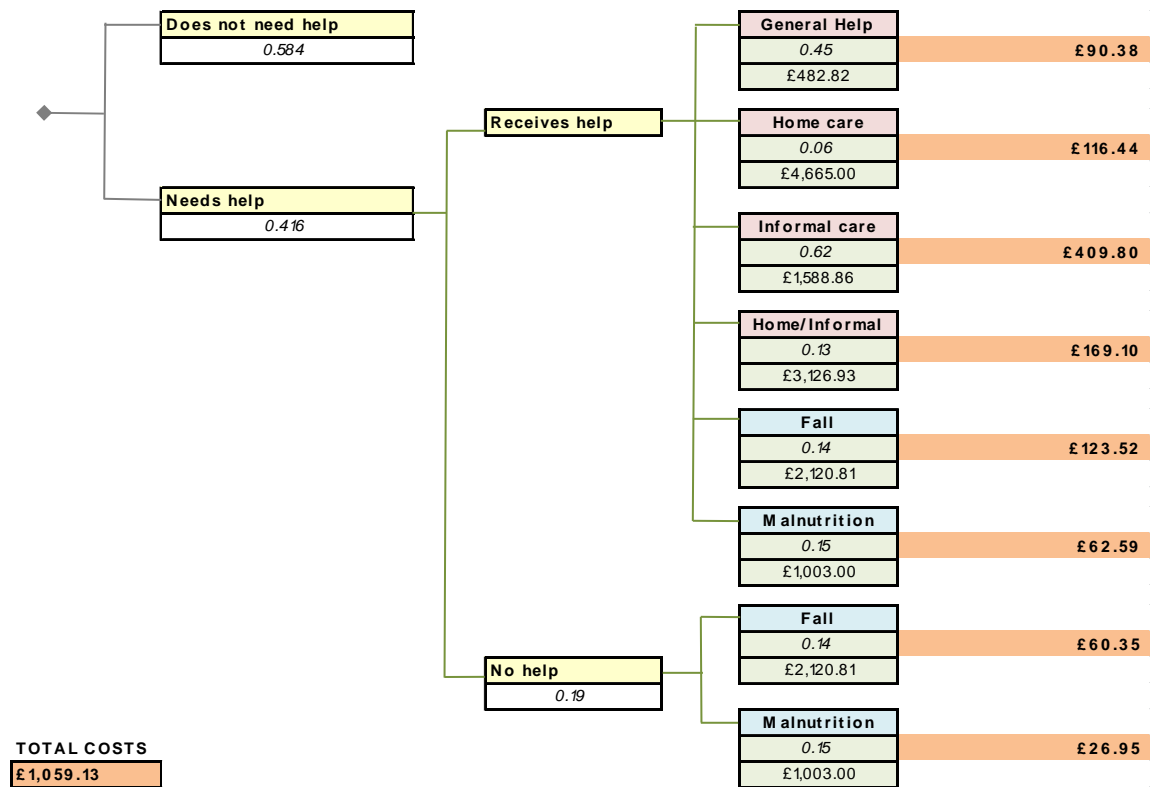 Does not need help
0.584
Needs help
0.416
Receives help
No help
0.19
General Help
0.45
£482.82
£90.38
Home care
0.06
£4,665.00
£116.44
Informal care
0.62
£1,588.86
£409.80
Home/Informal
0.13
£3,126.93
£169.10
Fall
0.14
£2,120.81
£123.52
Malnutrition
0.15
£1,003.00
£62.59
Fall
0.14
£2,120.81
£60.35
Malnutrition
0.15
£1,003.00
£26.95
TOTAL COSTS
£1,059.13